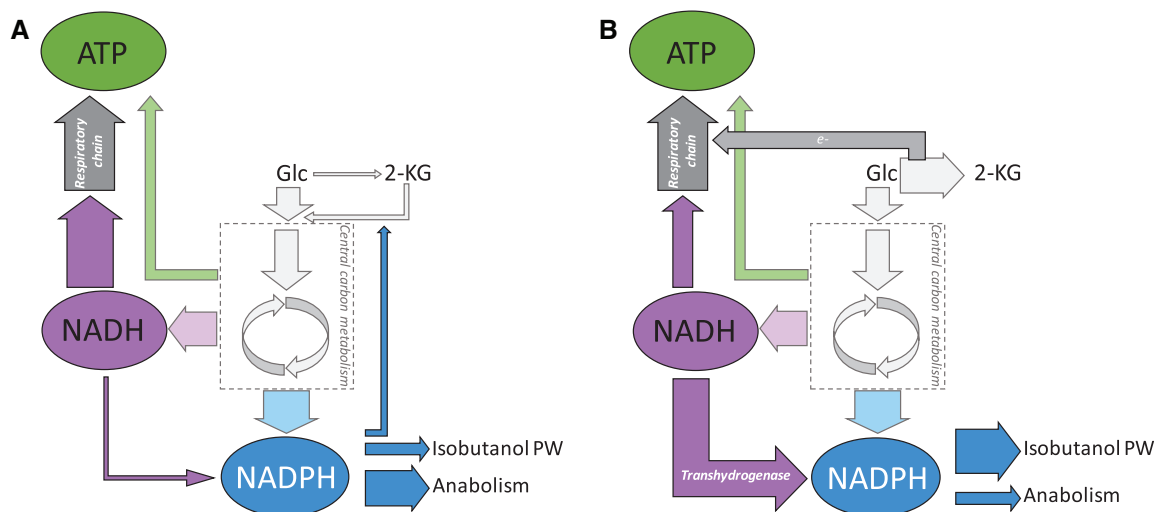 A
ATP
Respiratory
chain
Glc
2-KG
Central carbon metabolism
NADH
NADPH
Isobutanol PW
Anabolism
B
ATP
Respiratory
chain
e-
Glc
2-KG
Central carbon metabolism
NADH
Transhydrogenase
NADPH
Isobutanol PW
Anabolism